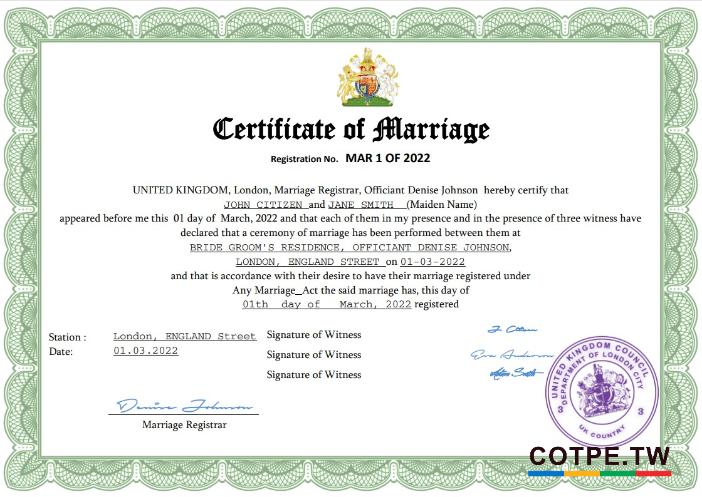 Certificate of Marriage
Registration No. MAR 1 OF 2022
UNITED KINGDOM, London, Marriage Registrar, Officiant Denise Johnson hereby certify that
JOHN CITIZEN and JANE SMITH (Maiden Name)
appeared before me this 01 day of March, 2022 and that each of them in my presence and in the presence of three witness have
declared that a ceremony of marriage has been performed between them at
BRIDE GROOM'S RESIDENCE, OFFICIANT DENISE JOHNSON,
LONDON, ENGLAND STREET on 01-03-2022
and that is accordance with their desire to have their marriage registered under
Any Marriage_Act the said marriage has, this day of
01th day of March, 2022 registered
Station : London, ENGLAND Street
Date: 01.03.2022
Signature of Witness
Signature of Witness Eva Anderson
Signature of Witness
Denise Johnson
Marriage Registrar
UNITED KINGDOM COUNCIL
DEPARTMENT OF LONDON CITY
3 3
UK COUNTRY
COTPE.TW